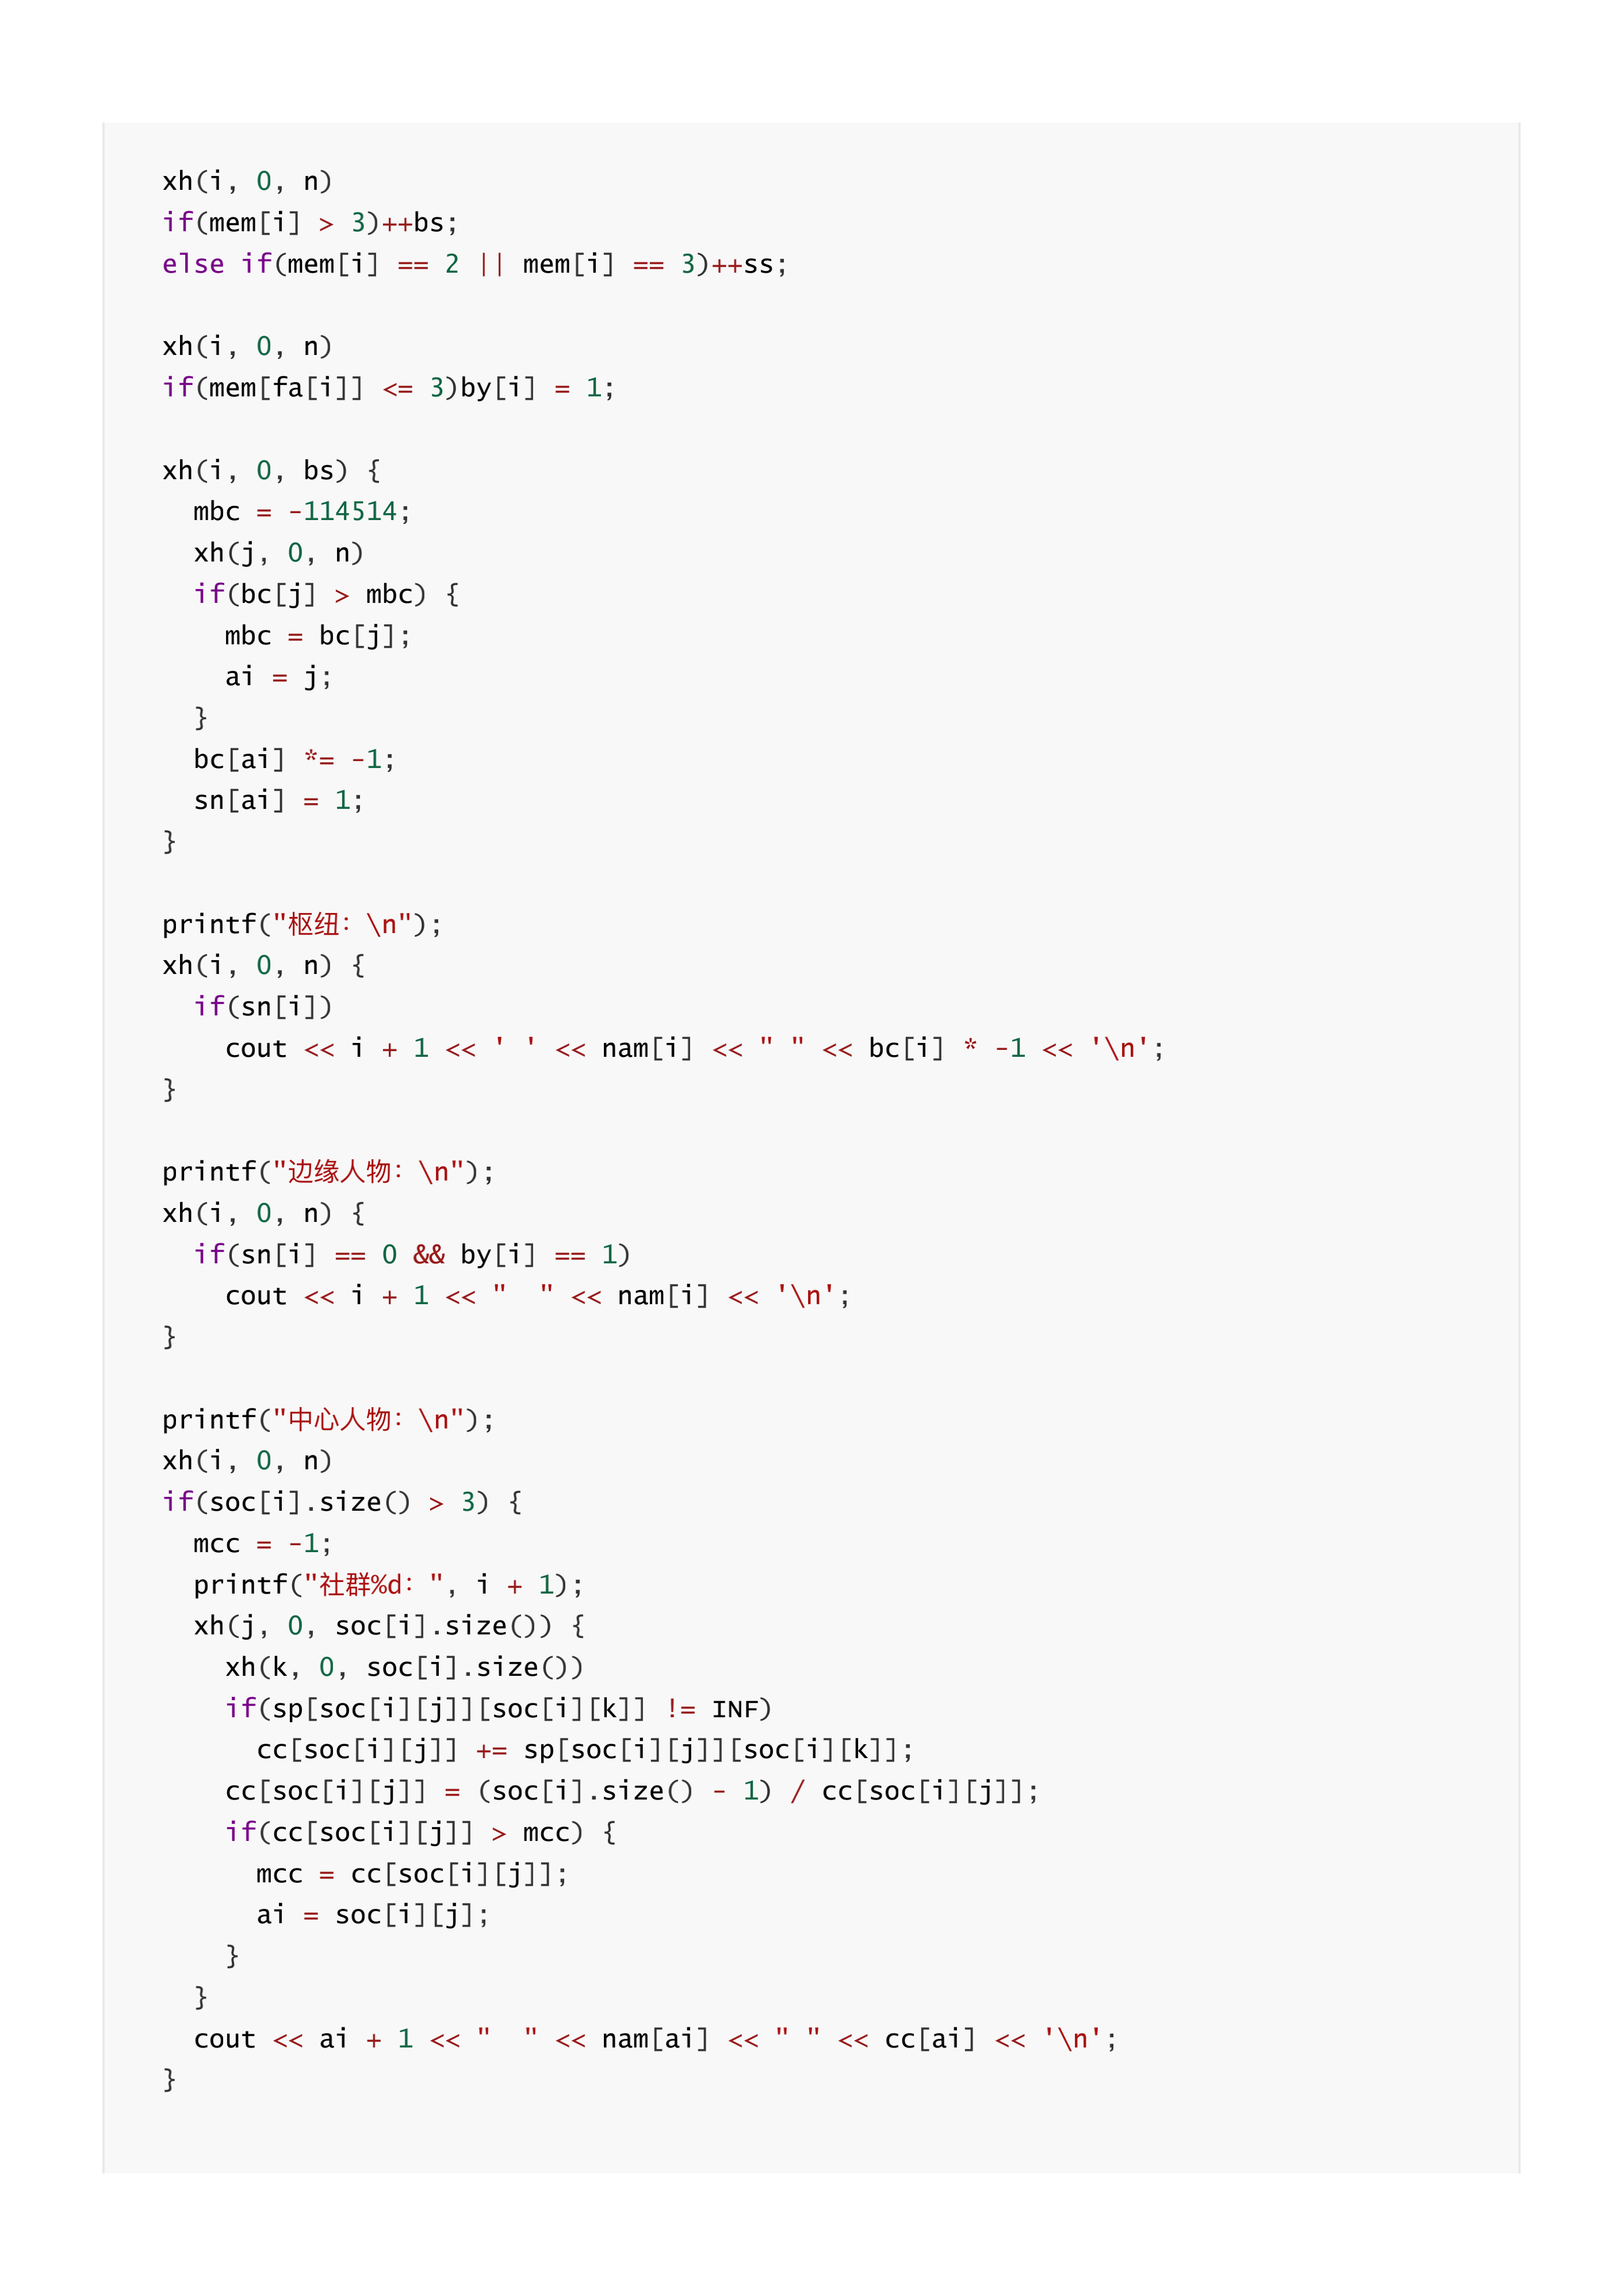 xh(i, 0, n)
if(mem[i] > 3)++bs;
else if(mem[i] == 2 || mem[i] == 3)++ss;

xh(i, 0, n)
if(mem[fa[i]] <= 3)by[i] = 1;

xh(i, 0, bs) {
  mbc = -114514;
  xh(j, 0, n)
  if(bc[j] > mbc) {
    mbc = bc[j];
    ai = j;
  }
  bc[ai] *= -1;
  sn[ai] = 1;
}

printf("枢纽：\n");
xh(i, 0, n) {
  if(sn[i])
    cout << i + 1 << ' ' << nam[i] << " " << bc[i] * -1 << '\n';
}

printf("边缘人物：\n");
xh(i, 0, n) {
  if(sn[i] == 0 && by[i] == 1)
    cout << i + 1 << "  " << nam[i] << '\n';
}

printf("中心人物：\n");
xh(i, 0, n)
if(soc[i].size() > 3) {
  mcc = -1;
  printf("社群%d：", i + 1);
  xh(j, 0, soc[i].size()) {
    xh(k, 0, soc[i].size())
    if(sp[soc[i][j]][soc[i][k]] != INF)
      cc[soc[i][j]] += sp[soc[i][j]][soc[i][k]];
    cc[soc[i][j]] = (soc[i].size() - 1) / cc[soc[i][j]];
    if(cc[soc[i][j]] > mcc) {
      mcc = cc[soc[i][j]];
      ai = soc[i][j];
    }
  }
  cout << ai + 1 << "  " << nam[ai] << " " << cc[ai] << '\n';
}